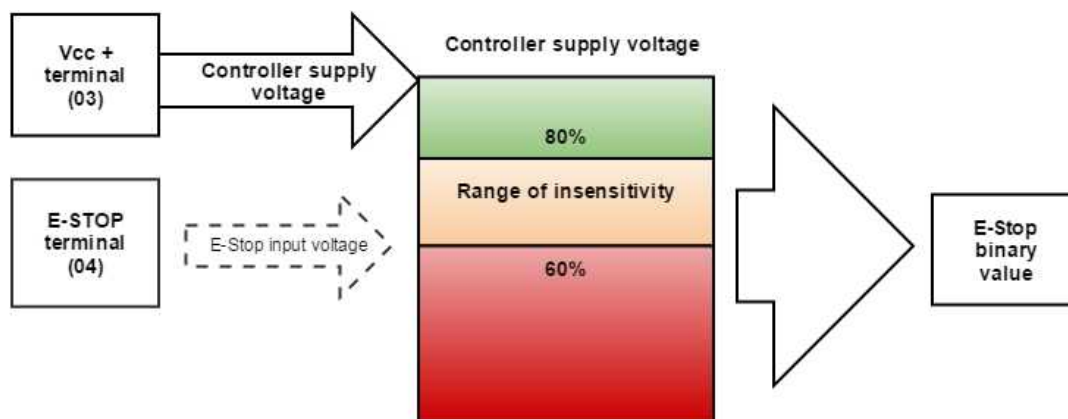 Vcc +
terminal
(03)
Controller supply
voltage
Controller supply voltage
80%
Range of insensitivity
60%
E-STOP
terminal
(04)
E-Stop input voltage
E-Stop
binary
value